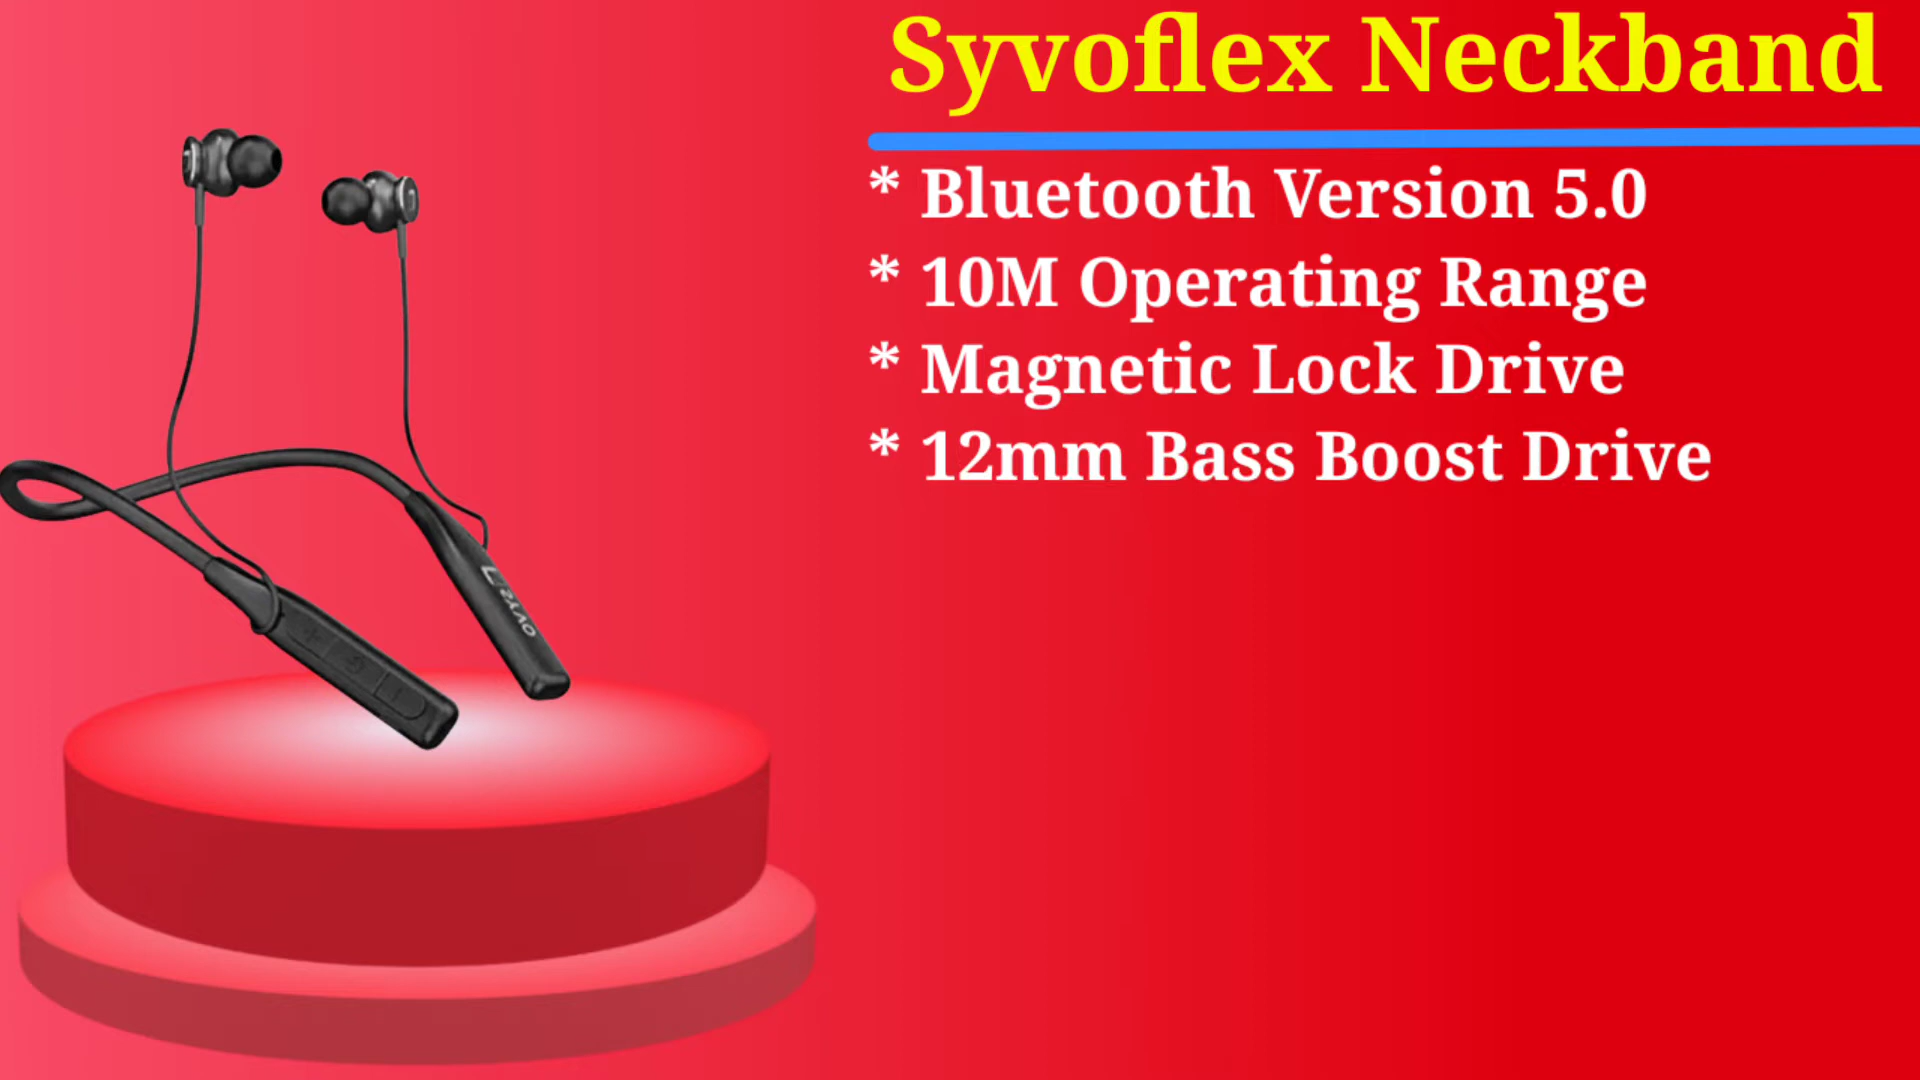 Syvoflex Neckband
* Bluetooth Version 5.0
* 10M Operating Range
* Magnetic Lock Drive
* 12mm Bass Boost Drive